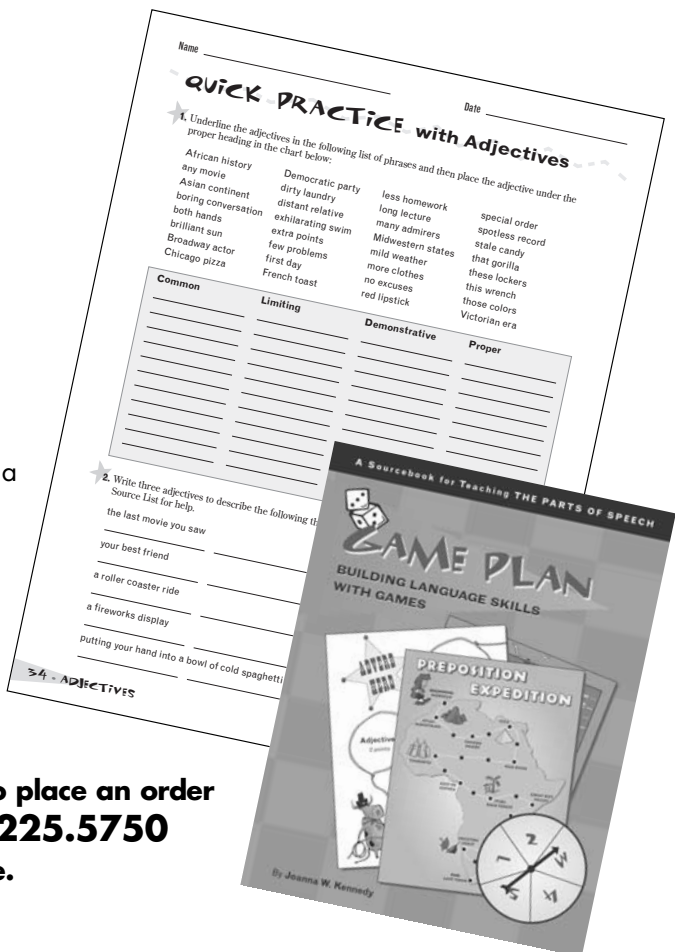 Name
Date
QUICK PRACTICE with Adjectives
1. Underline the adjectives in the following list of phrases and then place the adjective under the
proper heading in the chart below:
African history
any movie
Asian continent
boring conversation
both hands
brilliant sun
Broadway actor
Chicago pizza
Democratic party
dirty laundry
distant relative
exhilarating swim
extra points
few problems
first day
French toast
less homework
long lecture
many admirers
Midwestern states
mild weather
more clothes
no excuses
red lipstick
special order
spotless record
stale candy
that gorilla
these lockers
this wrench
those colors
Victorian era
Common Limiting Demonstrative Proper
a
2. Write three adjectives to describe the following th
Source List for help.
the last movie you saw
your best friend
a roller coaster ride
a fireworks display
putting your hand into a bowl of cold spaghetti
34 - ADJECTIVES
A Sourcebook for Teaching THE PARTS OF SPEECH
GAME PLAN
BUILDING LANGUAGE SKILLS
WITH GAMES
PREPOSITION
EXPEDITION
Adjective
2
By Jeanna W. Kennedy
o place an order
225.5750
e.